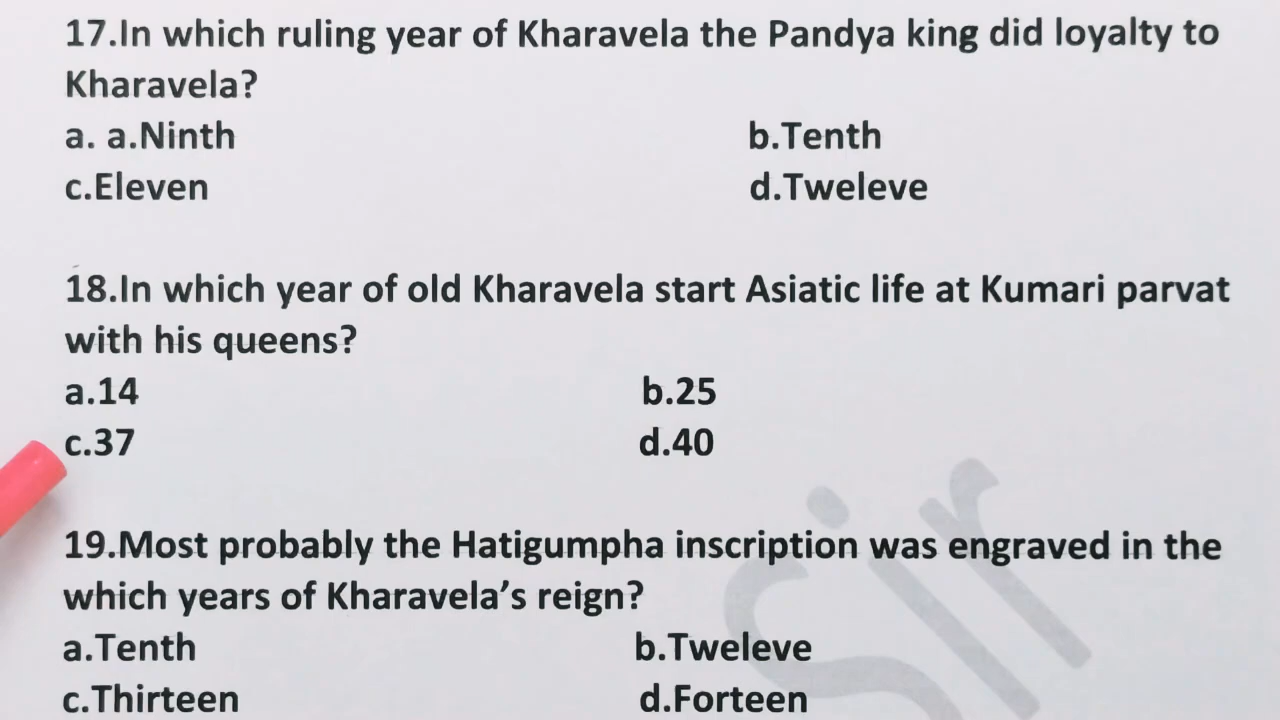 17.In which ruling year of Kharavela the Pandya king did loyalty to
Kharavela?
a. a.Ninth b.Tenth
c.Eleven d.Tweleve
18.In which year of old Kharavela start Asiatic life at Kumari parvat
with his queens?
a.14 b.25
c.37 d.40
19.Most probably the Hatigumpha inscription was engraved in the
which years of Kharavela’s reign?
a.Tenth b.Tweleve
c.Thirteen d.Forteen
Sir